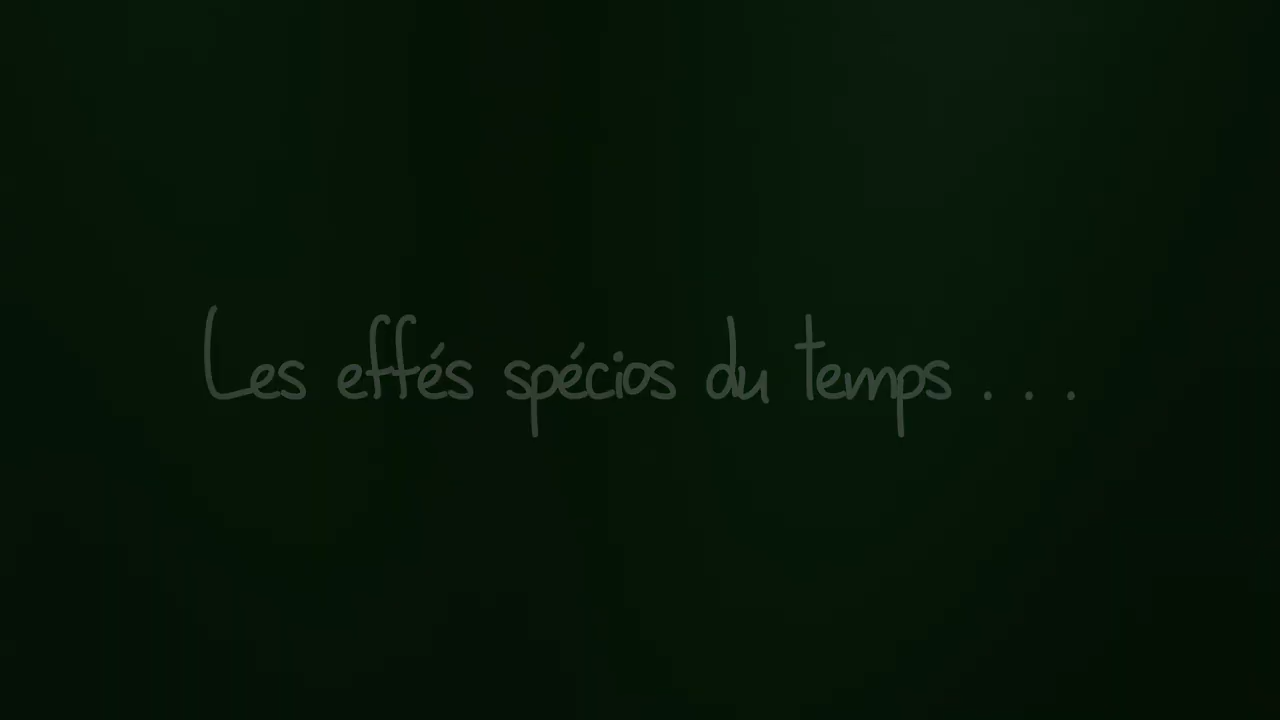 Les effés spécios du temps . . .